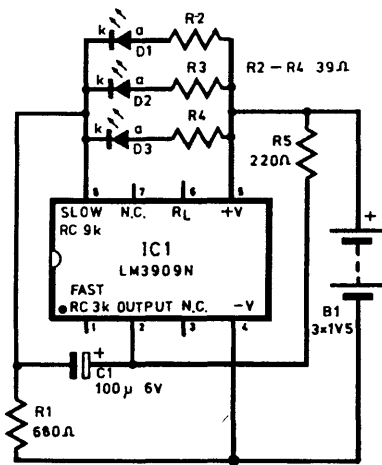 R2
k a
D1
R3
k a
D2
R4
k a
D3
R2 – R4 39Ω
R5
220Ω
8 7 6 5
SLOW N.C. RL +V
RC 9k
IC1
LM3909N
FAST
RC 3k OUTPUT N.C. –V
1 2 3 4
+
B1
3×1V5
+
C1
100µ 6V
R1
680Ω